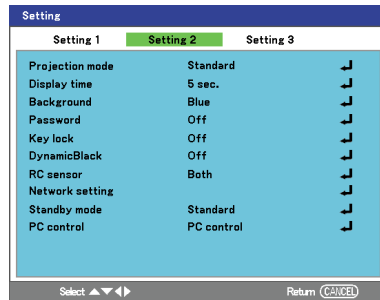 Setting
Setting 1 Setting 2 Setting 3
Projection mode Standard
Display time 5 sec.
Background Blue
Password Off
Key lock Off
DynamicBlack Off
RC sensor Both
Network setting
Standby mode Standard
PC control PC control
Select ▲▼◀▶ Return (CANCEL)